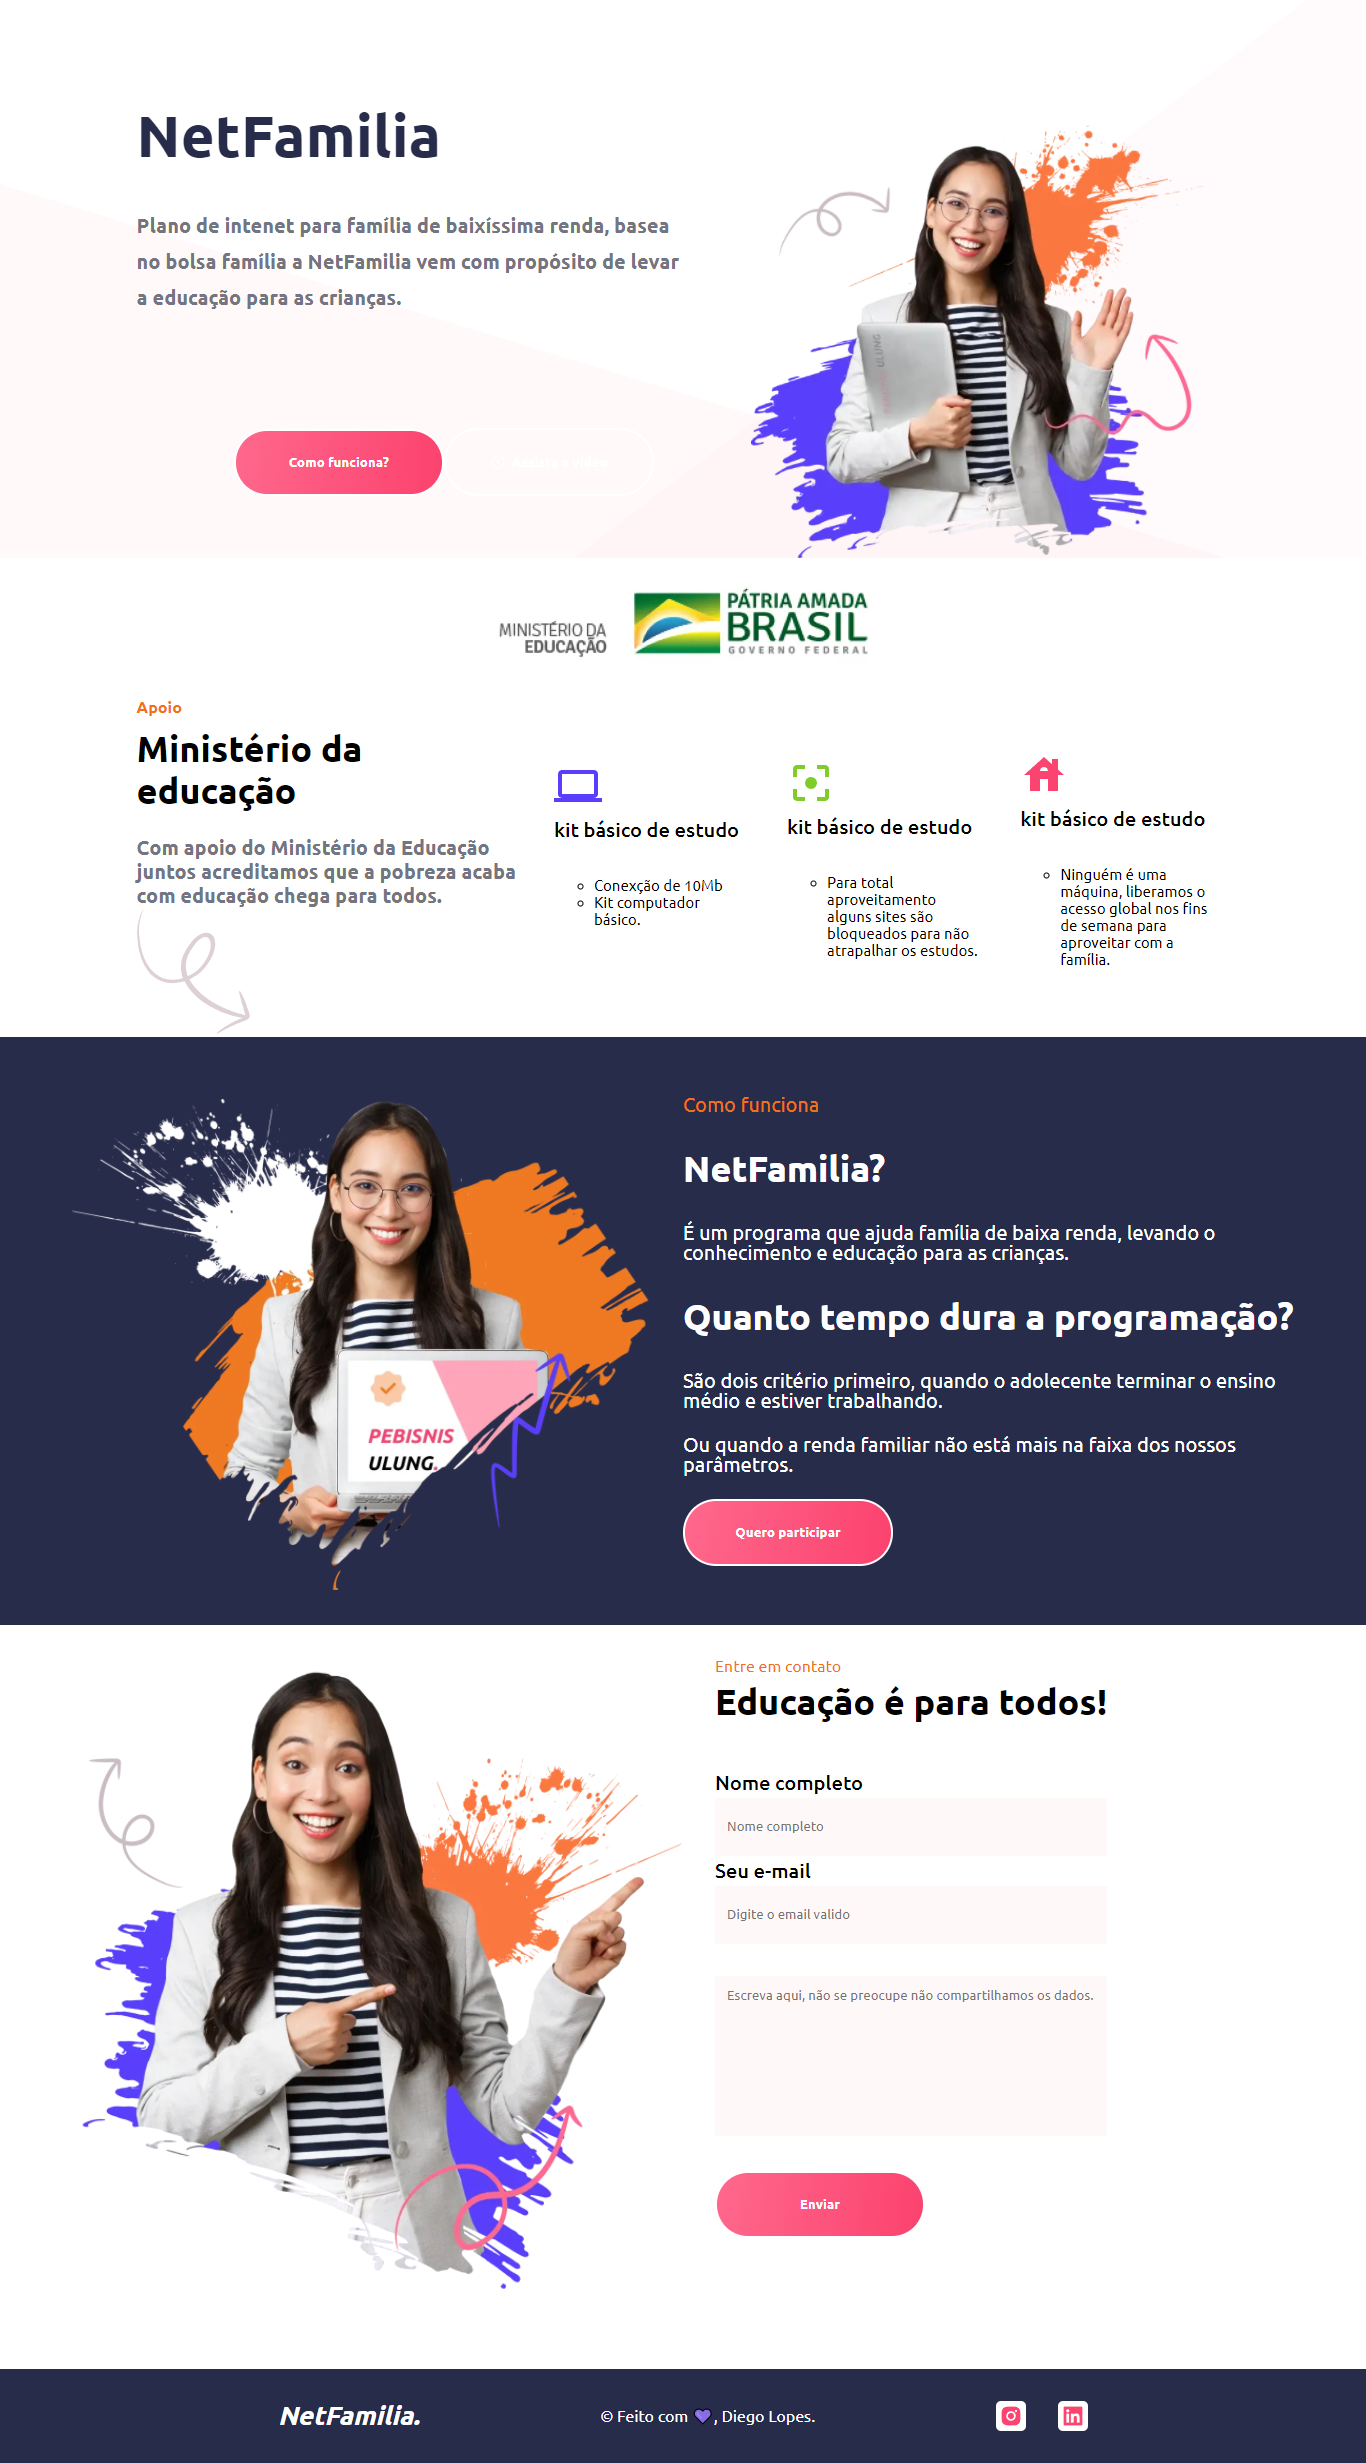 NetFamilia
Plano de intenet para família de baixíssima renda, basea
no bolsa família a NetFamilia vem com propósito de levar
a educação para as crianças.
ULUNG
Como funciona?
MINISTÉRIO DA
EDUCAÇÃO
PÁTRIA AMADA
BRASIL
GOVERNO FEDERAL
Apoio
Ministério da
educação
Com apoio do Ministério da Educação
juntos acreditamos que a pobreza acaba
com educação chega para todos.
kit básico de estudo
Conexção de 10Mb
Kit computador
básico.
kit básico de estudo
Para total
aproveitamento
alguns sites são
bloqueados para não
atrapalhar os estudos.
kit básico de estudo
Ninguém é uma
máquina, liberamos o
acesso global nos fins
de semana para
aproveitar com a
família.
PEBISNIS
ULUNG.
Como funciona
NetFamilia?
É um programa que ajuda família de baixa renda, levando o
conhecimento e educação para as crianças.
Quanto tempo dura a programação?
São dois critério primeiro, quando o adolecente terminar o ensino
médio e estiver trabalhando.
Ou quando a renda familiar não está mais na faixa dos nossos
parâmetros.
Quero participar
Entre em contato
Educação é para todos!
Nome completo
Nome completo
Seu e-mail
Digite o email valido
Escreva aqui, não se preocupe não compartilhamos os dados.
Enviar
NetFamilia.
© Feito com 💜, Diego Lopes.
in